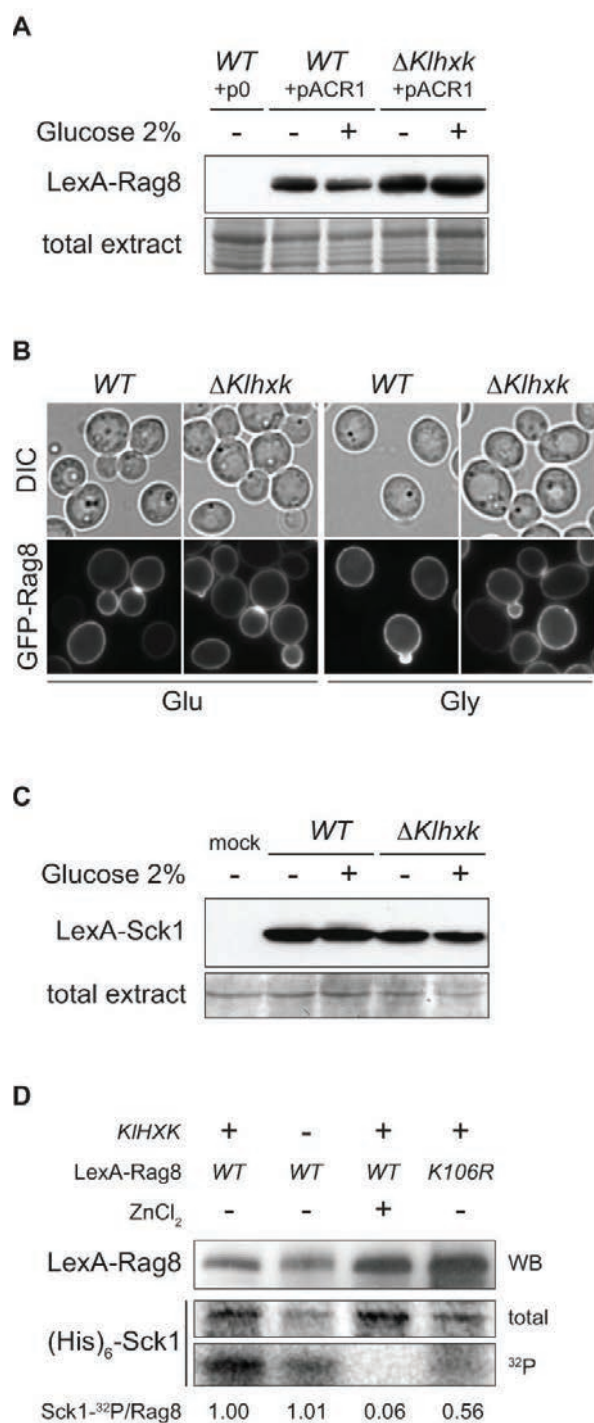 A
WT WT ΔKlhxk
+p0 +pACR1 +pACR1
Glucose 2% - - + - +
LexA-Rag8
total extract
B
WT ΔKlhxk WT ΔKlhxk
DIC
GFP-Rag8
Glu Gly
C
mock WT ΔKlhxk
Glucose 2% - - + - +
LexA-Sck1
total extract
D
KlHXK + - + +
LexA-Rag8 WT WT WT K106R
ZnCl₂ - - + -
LexA-Rag8 WB
(His)₆-Sck1 total
³²P
Sck1-³²P/Rag8 1.00 1.01 0.06 0.56